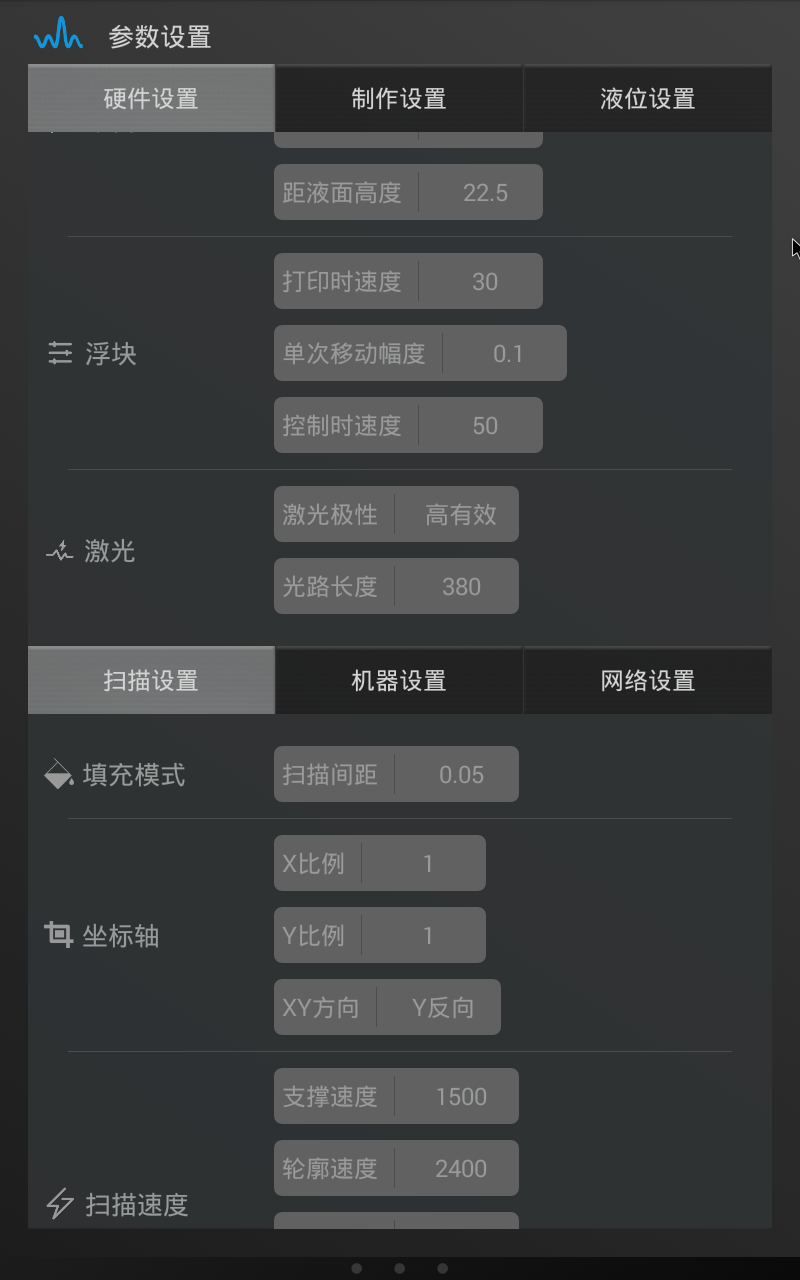 参数设置
硬件设置 制作设置 液位设置
距液面高度 22.5
打印时速度 30
浮块 单次移动幅度 0.1
控制时速度 50
激光极性 高有效
激光
光路长度 380
扫描设置 机器设置 网络设置
填充模式 扫描间距 0.05
X比例 1
坐标轴 Y比例 1
XY方向 Y反向
支撑速度 1500
轮廓速度 2400
扫描速度